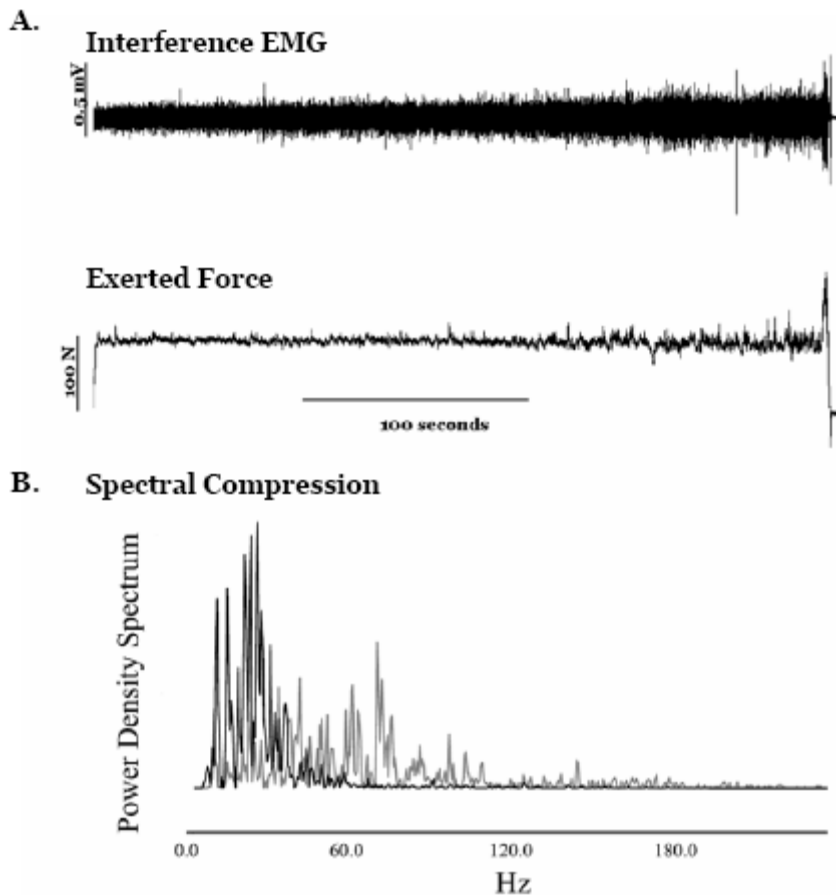 A.
Interference EMG
0.5 mV
Exerted Force
100 N
100 seconds
B. Spectral Compression
Power Density Spectrum
0.0 60.0 120.0 180.0
Hz